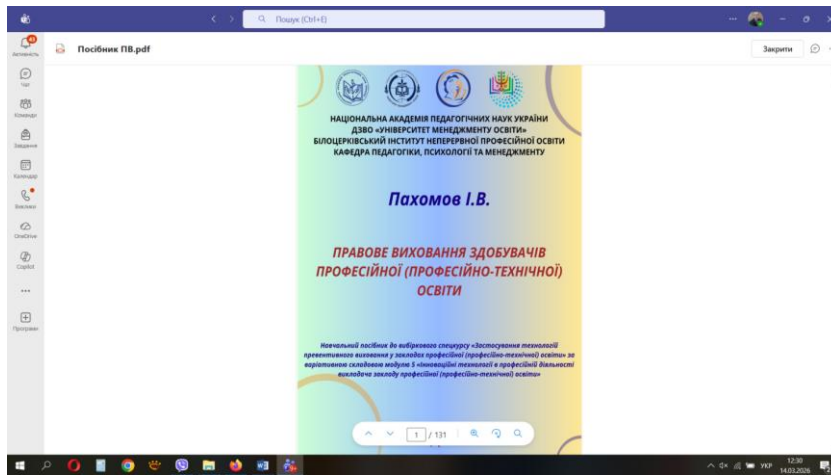 Пошук (Ctrl+E)
43
Активність
Посібник ПВ.pdf
Закрити
Чат
Команди
Завдання
Календар
Виклики
OneDrive
Copilot
Програми
НАЦІОНАЛЬНА АКАДЕМІЯ ПЕДАГОГІЧНИХ НАУК УКРАЇНИ
ДЗВО «УНІВЕРСИТЕТ МЕНЕДЖМЕНТУ ОСВІТИ»
БІЛОЦЕРКІВСЬКИЙ ІНСТИТУТ НЕПЕРЕРВНОЇ ПРОФЕСІЙНОЇ ОСВІТИ
КАФЕДРА ПЕДАГОГІКИ, ПСИХОЛОГІЇ ТА МЕНЕДЖМЕНТУ
Пахомов І.В.
ПРАВОВЕ ВИХОВАННЯ ЗДОБУВАЧІВ
ПРОФЕСІЙНОЇ (ПРОФЕСІЙНО-ТЕХНІЧНОЇ)
ОСВІТИ
Навчальний посібник до вибіркового спецкурсу «Застосування технології
превентивного виховання у закладах професійної (професійно-технічної) освіти» за
варіативною складовою модулю 5 «Інноваційні технології в професійній діяльності
викладача закладу професійної (професійно-технічної) освіти»
1 / 131
УКР
12:30
14.03.2026